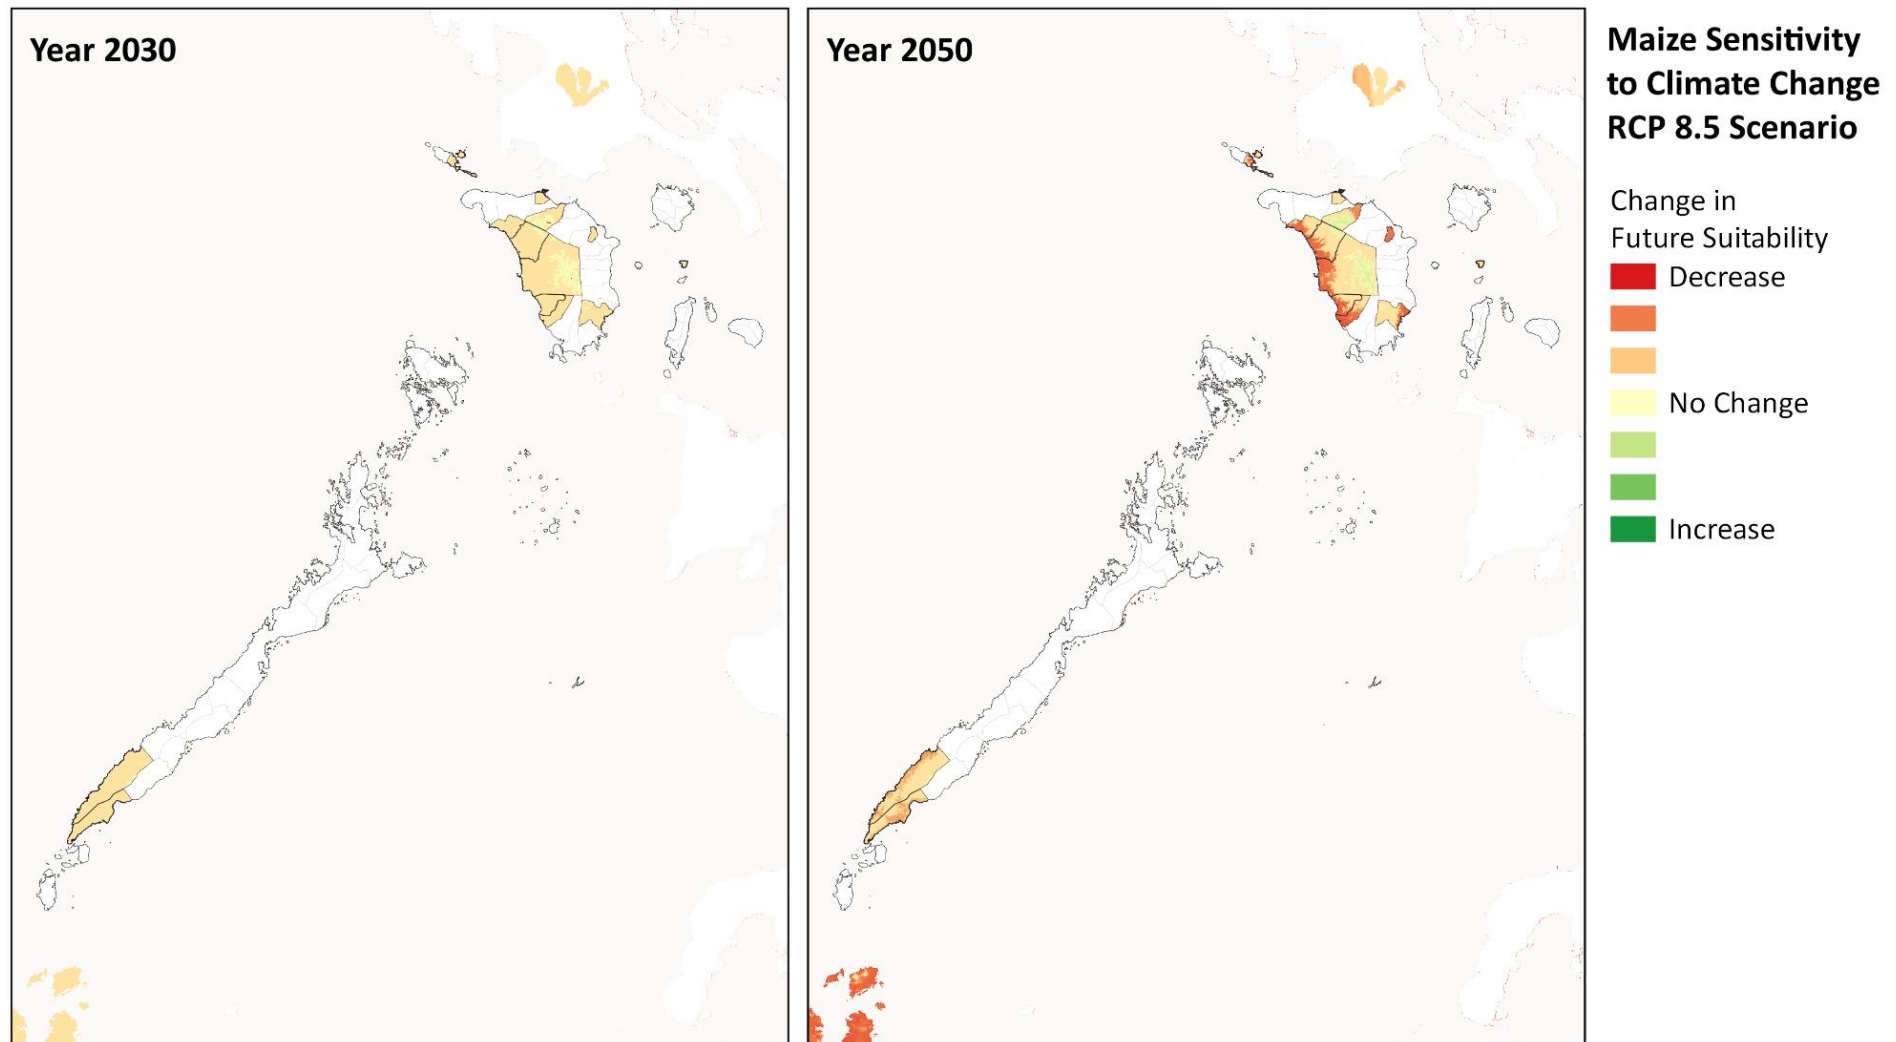 Year 2030
Year 2050
Maize Sensitivity
to Climate Change
RCP 8.5 Scenario
Change in
Future Suitability
Decrease
No Change
Increase